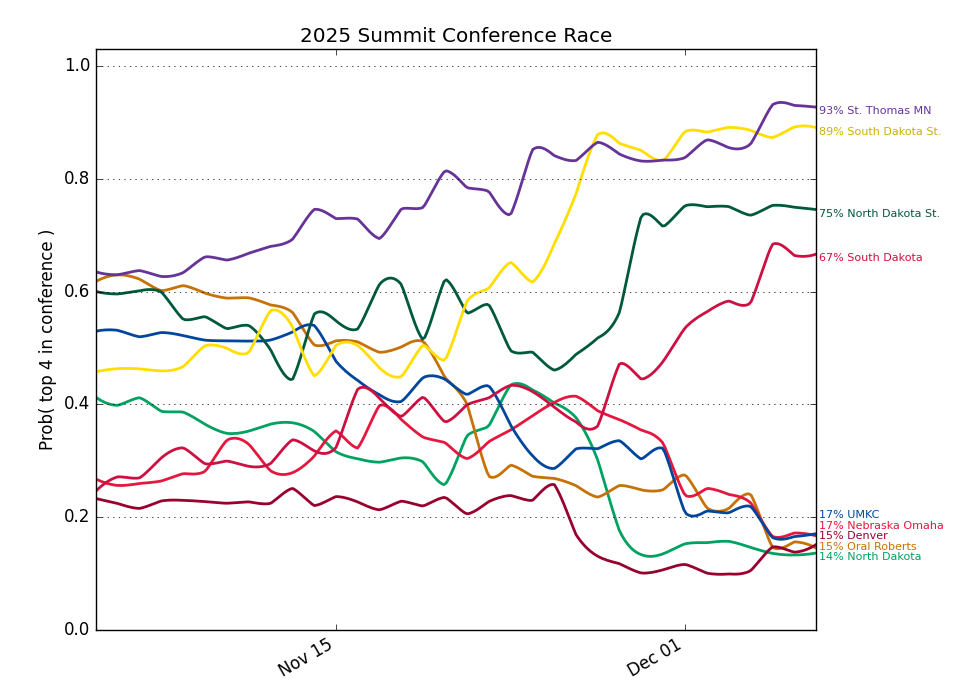 2025 Summit Conference Race
Prob( top 4 in conference )
1.0
0.8
0.6
0.4
0.2
0.0
Nov 15
Dec 01
93% St. Thomas MN
89% South Dakota St.
75% North Dakota St.
67% South Dakota
17% UMKC
17% Nebraska Omaha
15% Denver
15% Oral Roberts
14% North Dakota